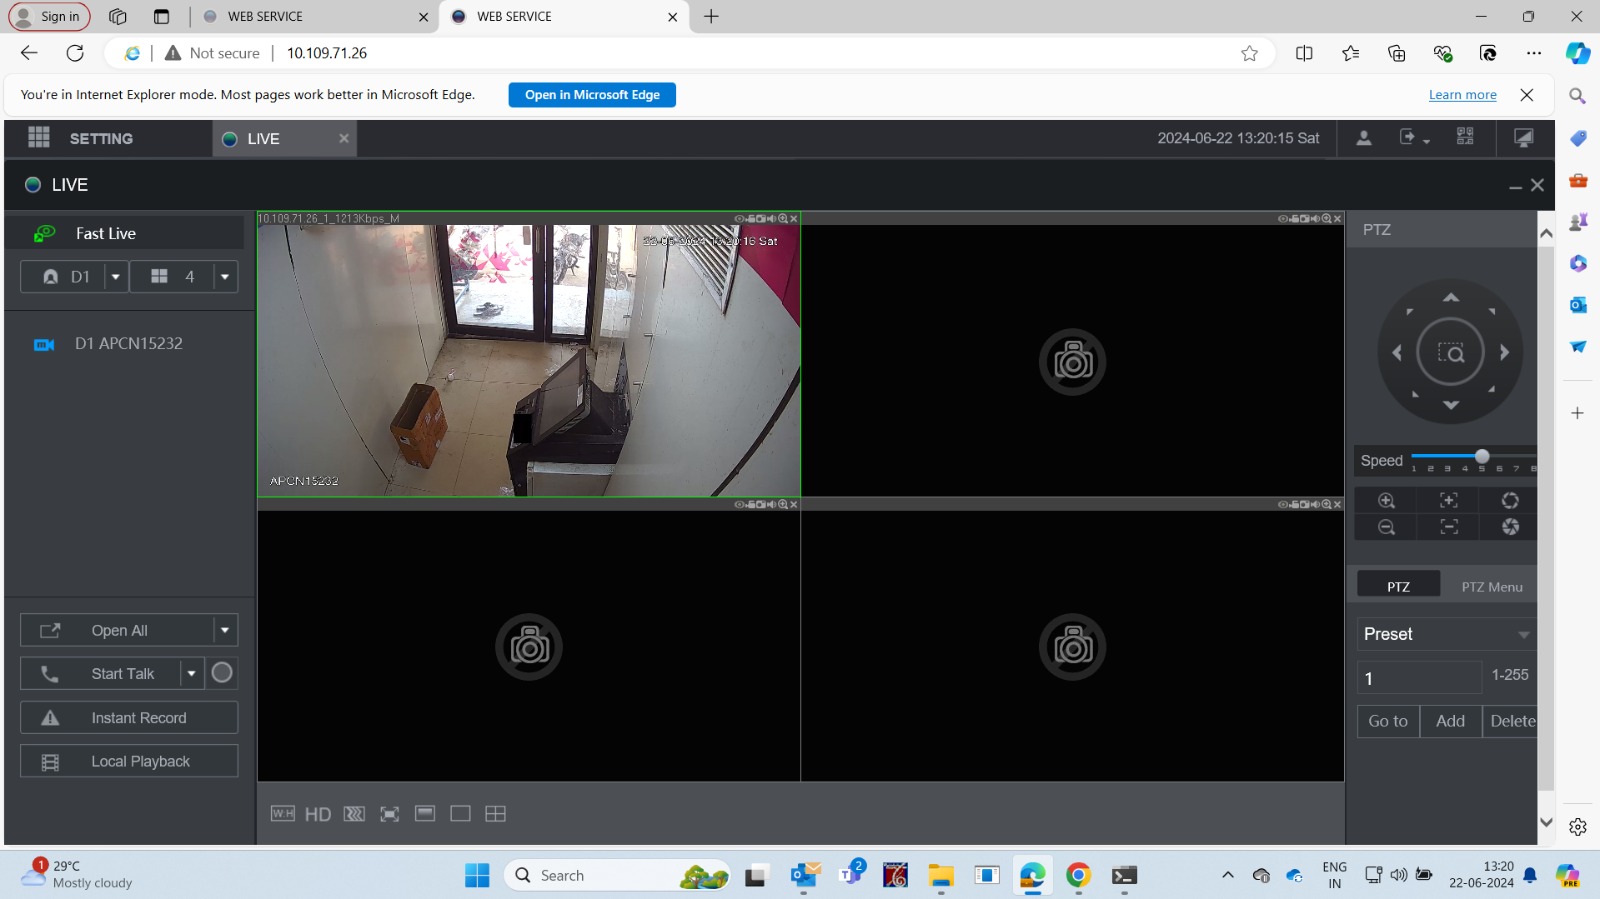 Sign in
WEB SERVICE
WEB SERVICE
Not secure
10.109.71.26
You're in Internet Explorer mode. Most pages work better in Microsoft Edge.
Open in Microsoft Edge
Learn more
SETTING
LIVE
2024-06-22 13:20:15 Sat
LIVE
Fast Live
D1
4
D1 APCN15232
Open All
Start Talk
Instant Record
Local Playback
10.109.71.26_1_1213Kbps_M
22-06-2024 13:20:16 Sat
APCN15232
W:H
HD
PTZ
Speed
1 2 3 4 5 6 7 8
PTZ
PTZ Menu
Preset
1
1-255
Go to
Add
Delete
1
29°C
Mostly cloudy
Search
2
ENG
IN
13:20
22-06-2024
PRE